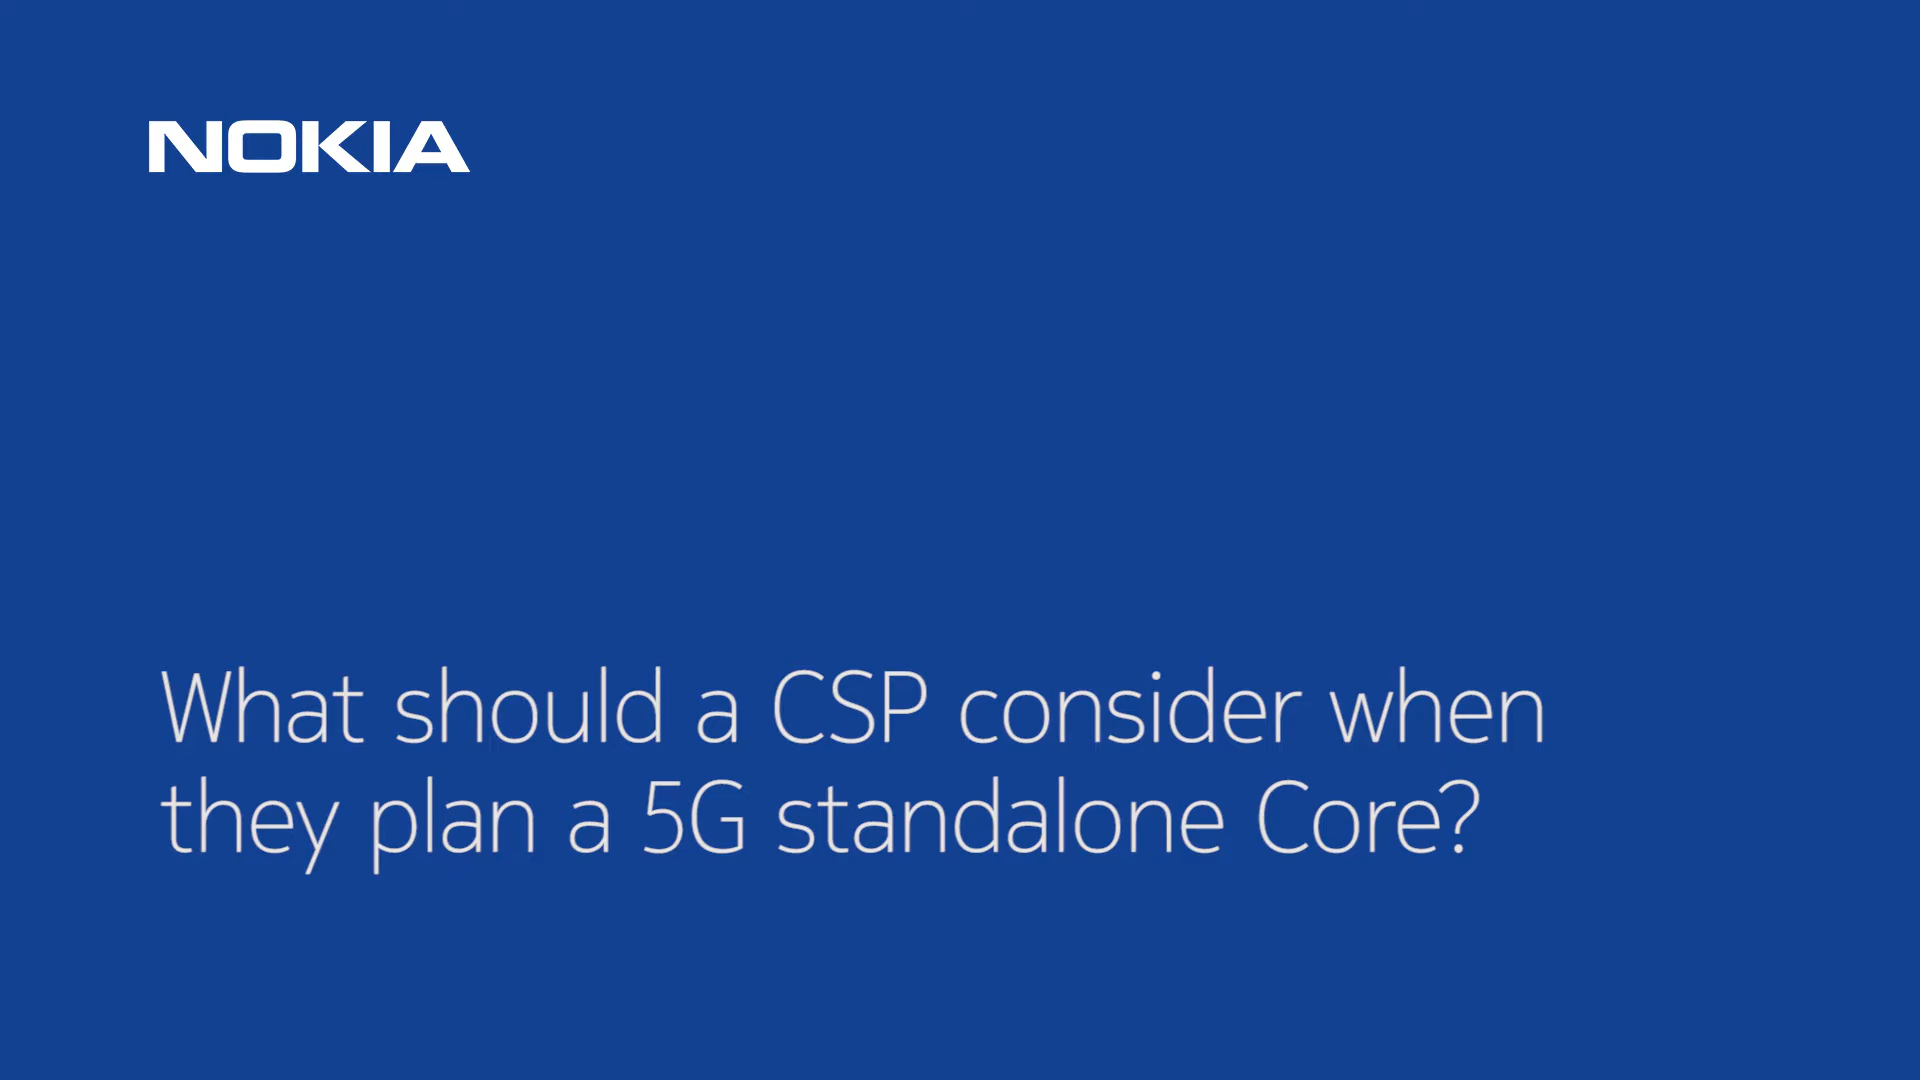 NOKIA
What should a CSP consider when
they plan a 5G standalone Core?